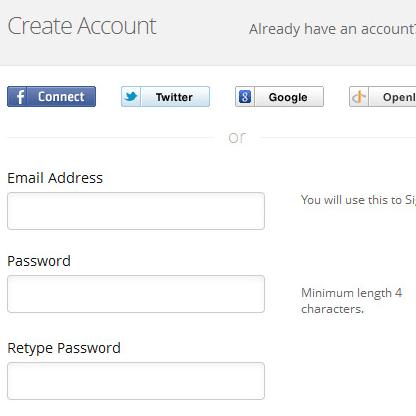 Create Account
Already have an account?
f Connect
Twitter
8 Google
OpenI
or
Email Address
You will use this to Si
Password
Minimum length 4
characters.
Retype Password